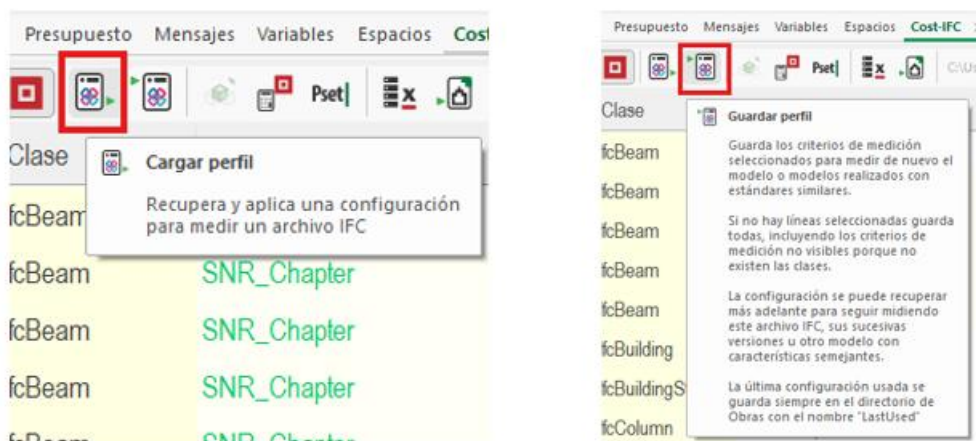 Presupuesto Mensajes Variables Espacios
Pset
Clase
Cargar perfil
Recupera y aplica una configuración
para medir un archivo IFC
fcBeam
fcBeam SNR_Chapter
fcBeam SNR_Chapter
fcBeam SNR_Chapter
Presupuesto Mensajes Variables Espacios Cost-IFC
Pset
Clase
fcBeam
fcBeam
fcBeam
fcBeam
fcBeam
fcBuilding
fcBuildingS
fcColumn
Guardar perfil
Guarda los criterios de medición
seleccionados para medir de nuevo el
modelo o modelos realizados con
estándares similares.
Si no hay líneas seleccionadas guarda
todas, incluyendo los criterios de
medición no visibles porque no
existen las clases.
La configuración se puede recuperar
más adelante para seguir midiendo
este archivo IFC, sus sucesivas
versiones u otro modelo con
características semejantes.
La última configuración usada se
guarda siempre en el directorio de
Obras con el nombre "LastUsed"